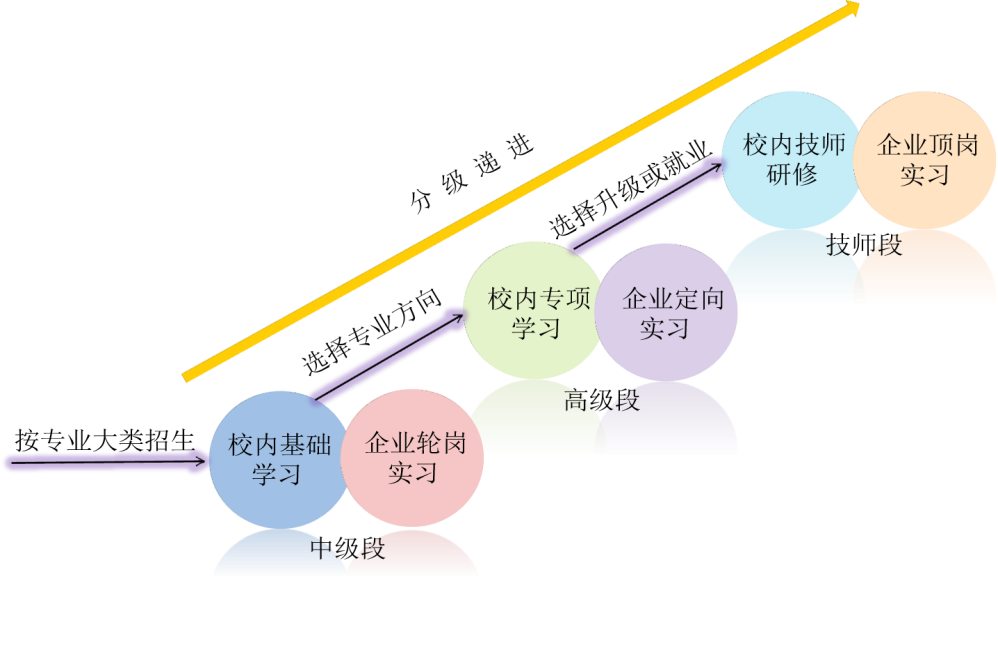 分级递进
校内技师
研修
企业顶岗
实习
技师段
选择升级或就业
校内专项
学习
企业定向
实习
高级段
选择专业方向
按专业大类招生
校内基础
学习
企业轮岗
实习
中级段